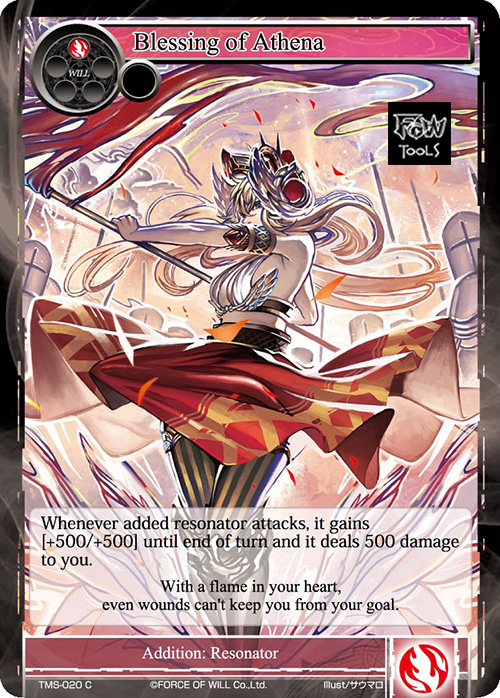 Blessing of Athena
WILL
FOW
TOOLS
Whenever added resonator attacks, it gains
[+500/+500] until end of turn and it deals 500 damage
to you.
With a flame in your heart,
even wounds can't keep you from your goal.
Addition: Resonator
TMS-020 C ©FORCE OF WILL Co.,Ltd. Illust/サウマロ